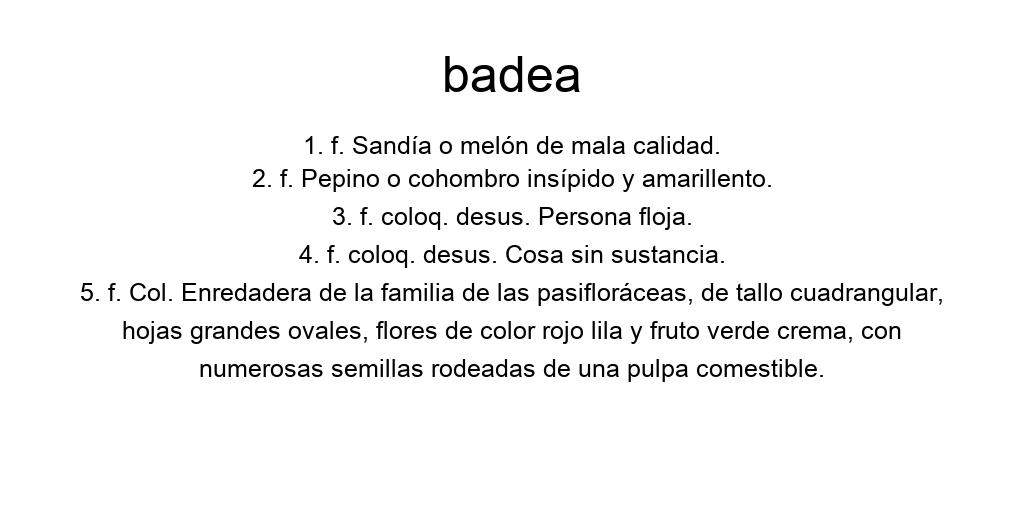 badea
1. f. Sandía o melón de mala calidad.
2. f. Pepino o cohombro insípido y amarillento.
3. f. coloq. desus. Persona floja.
4. f. coloq. desus. Cosa sin sustancia.
5. f. Col. Enredadera de la familia de las pasifloráceas, de tallo cuadrangular,
hojas grandes ovales, flores de color rojo lila y fruto verde crema, con
numerosas semillas rodeadas de una pulpa comestible.